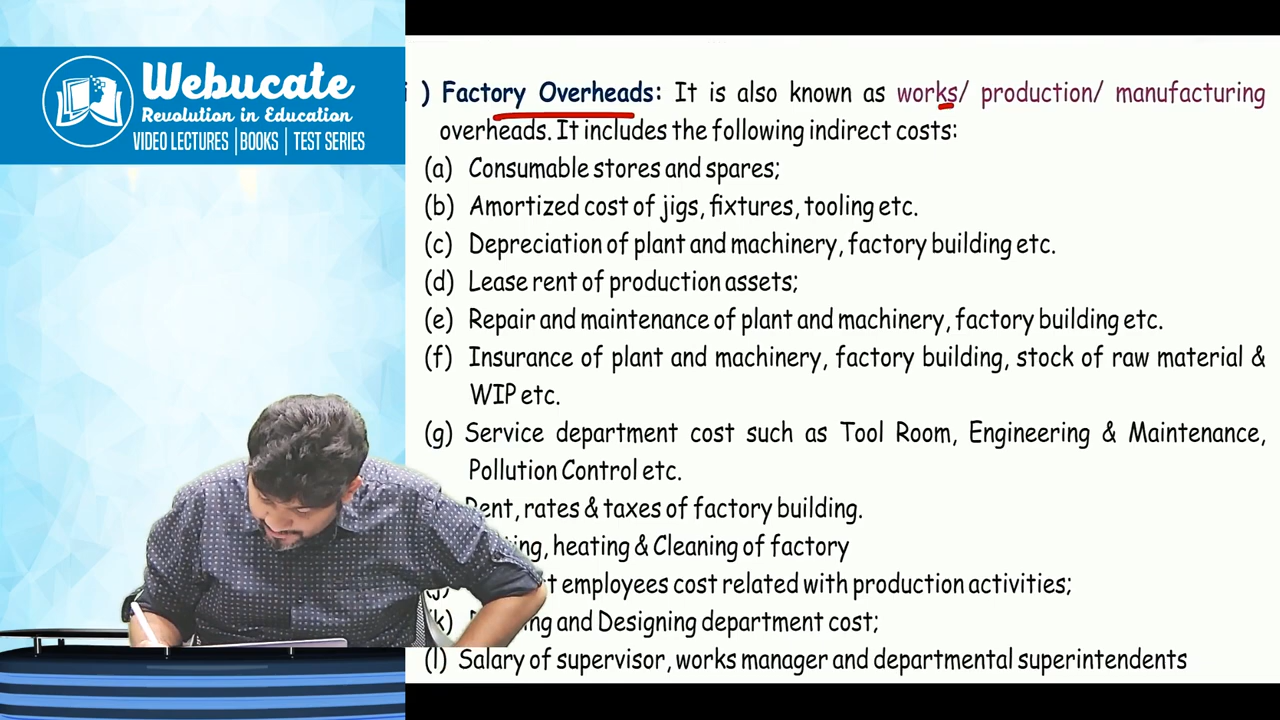 Webucate
Revolution in Education
VIDEO LECTURES | BOOKS | TEST SERIES
) Factory Overheads: It is also known as works/ production/ manufacturing
overheads. It includes the following indirect costs:
(a) Consumable stores and spares;
(b) Amortized cost of jigs, fixtures, tooling etc.
(c) Depreciation of plant and machinery, factory building etc.
(d) Lease rent of production assets;
(e) Repair and maintenance of plant and machinery, factory building etc.
(f) Insurance of plant and machinery, factory building, stock of raw material &
WIP etc.
(g) Service department cost such as Tool Room, Engineering & Maintenance,
Pollution Control etc.
Rent, rates & taxes of factory building.
heating & Cleaning of factory
employees cost related with production activities;
and Designing department cost;
(l) Salary of supervisor, works manager and departmental superintendents